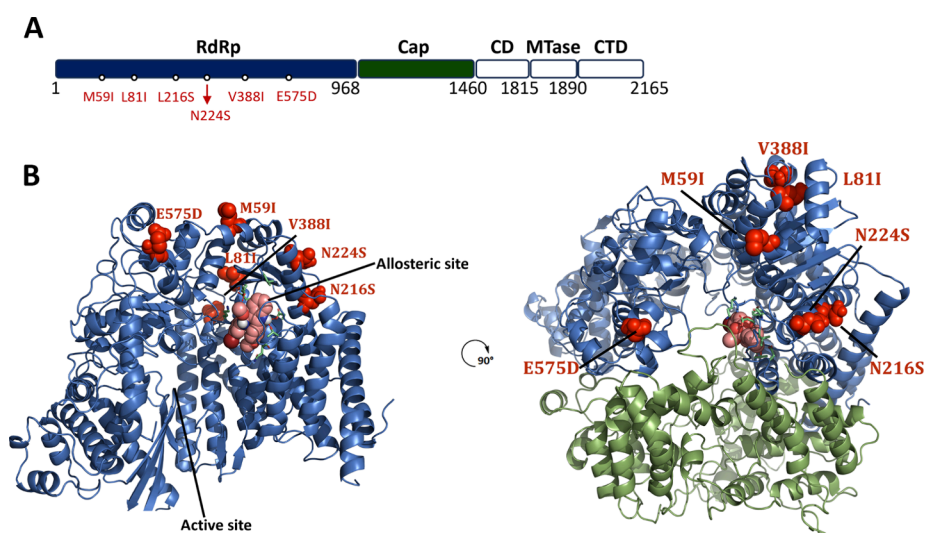 A
RdRp Cap CD MTase CTD
1 968 1460 1815 1890 2165
M59I L81I L216S V388I E575D
N224S
B
E575D
M59I
V388I
L81I
N224S
Allosteric site
N216S
Active site
90°
V388I
M59I
L81I
N224S
E575D
N216S